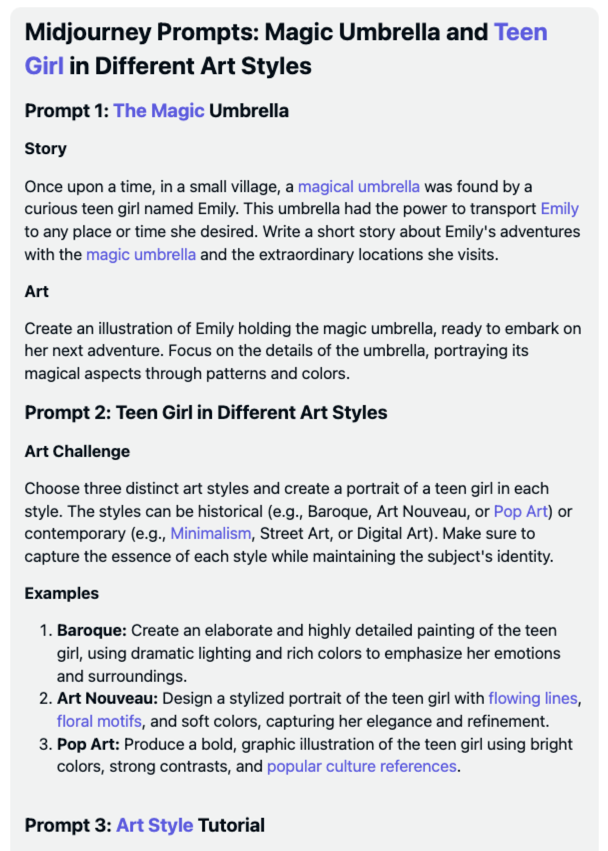 Midjourney Prompts: Magic Umbrella and Teen
Girl in Different Art Styles
Prompt 1: The Magic Umbrella
Story
Once upon a time, in a small village, a magical umbrella was found by a
curious teen girl named Emily. This umbrella had the power to transport Emily
to any place or time she desired. Write a short story about Emily's adventures
with the magic umbrella and the extraordinary locations she visits.
Art
Create an illustration of Emily holding the magic umbrella, ready to embark on
her next adventure. Focus on the details of the umbrella, portraying its
magical aspects through patterns and colors.
Prompt 2: Teen Girl in Different Art Styles
Art Challenge
Choose three distinct art styles and create a portrait of a teen girl in each
style. The styles can be historical (e.g., Baroque, Art Nouveau, or Pop Art) or
contemporary (e.g., Minimalism, Street Art, or Digital Art). Make sure to
capture the essence of each style while maintaining the subject's identity.
Examples
1. Baroque: Create an elaborate and highly detailed painting of the teen
girl, using dramatic lighting and rich colors to emphasize her emotions
and surroundings.
2. Art Nouveau: Design a stylized portrait of the teen girl with flowing lines,
floral motifs, and soft colors, capturing her elegance and refinement.
3. Pop Art: Produce a bold, graphic illustration of the teen girl using bright
colors, strong contrasts, and popular culture references.
Prompt 3: Art Style Tutorial